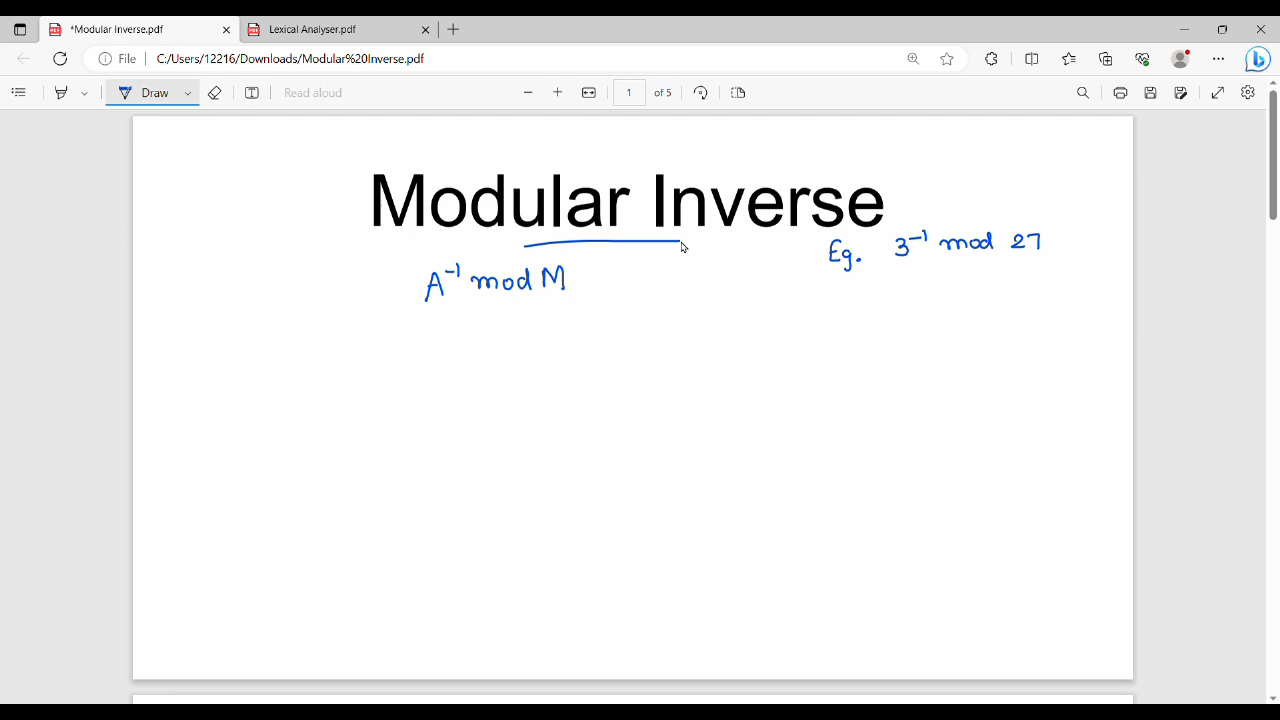 *Modular Inverse.pdf
Lexical Analyser.pdf
File C:/Users/12216/Downloads/Modular%20Inverse.pdf
Draw
Read aloud
1 of 5
Modular Inverse
Eg. 3⁻¹ mod 27
A⁻¹ mod M